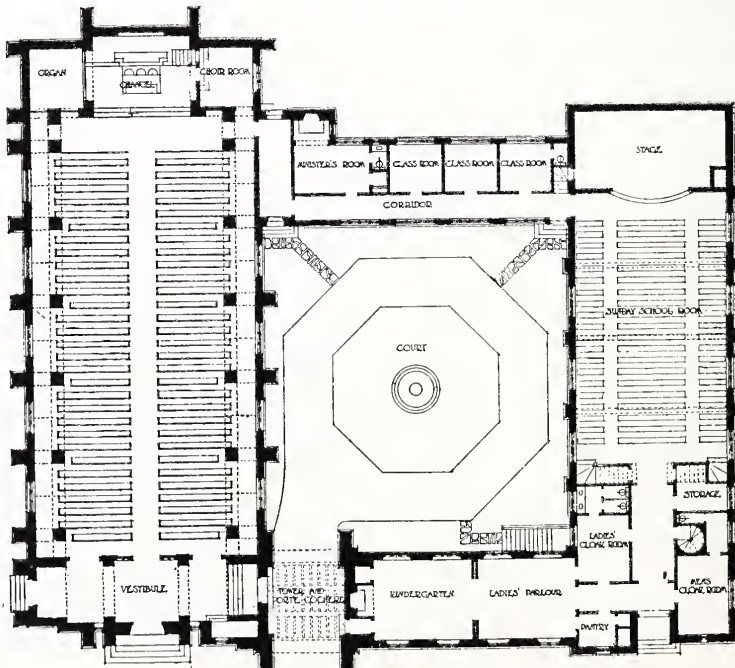 ORGAN
CHANCEL
CHOIR ROOM
MINISTER'S ROOM
CLASS ROOM
CLASS ROOM
CLASS ROOM
STAGE
CORRIDOR
SUNDAY SCHOOL ROOM
COURT
STORAGE
LADIES'
CLOAK ROOM
VESTIBULE
TOWER AND
PORTE-COCHERE
KINDERGARTEN
LADIES' PARLOUR
MEN'S
CLOAK ROOM
PANTRY